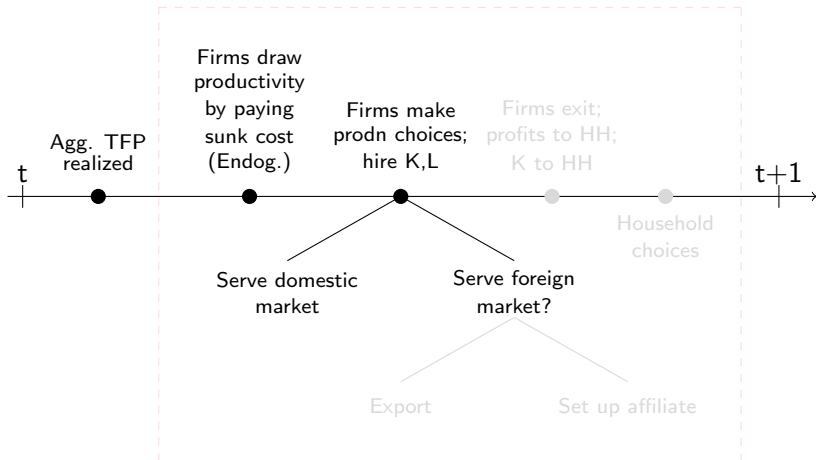 Firms draw
productivity
by paying
sunk cost
(Endog.)
Firms make
prodn choices;
hire K,L
Firms exit;
profits to HH;
K to HH
Agg. TFP
realized
t
t+1
Household
choices
Serve domestic
market
Serve foreign
market?
Export
Set up affiliate